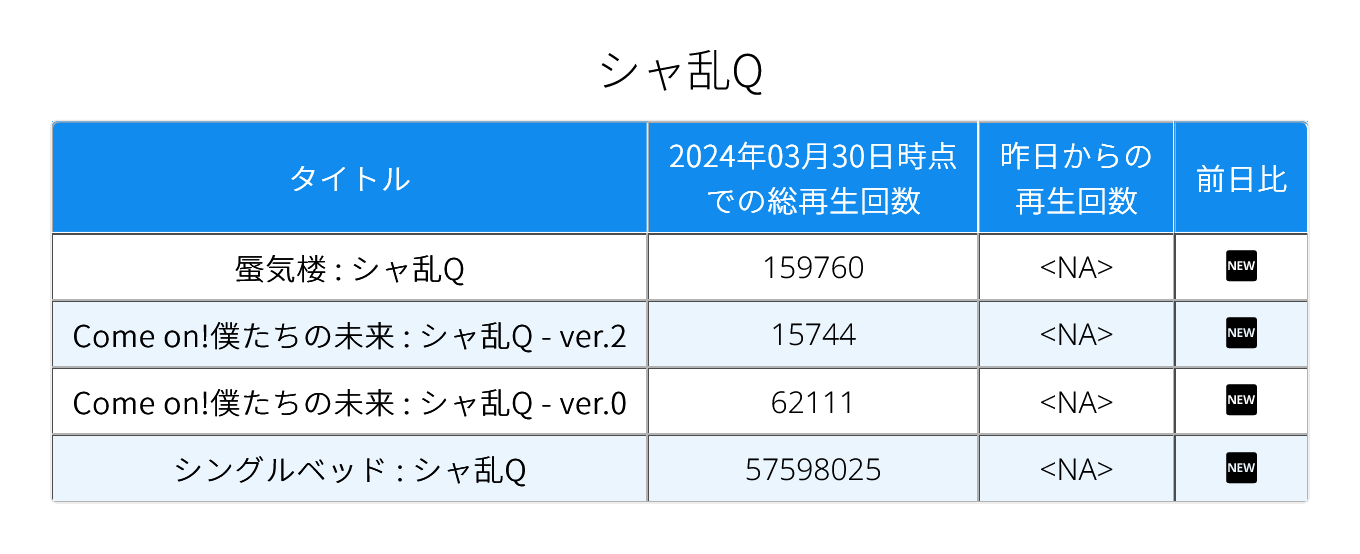 シャ乱Q
タイトル
2024年03月30日時点
での総再生回数
昨日からの
再生回数
前日比
蜃気楼 : シャ乱Q 159760 <NA> NEW
Come on!僕たちの未来 : シャ乱Q - ver.2 15744 <NA> NEW
Come on!僕たちの未来 : シャ乱Q - ver.0 62111 <NA> NEW
シングルベッド : シャ乱Q 57598025 <NA> NEW